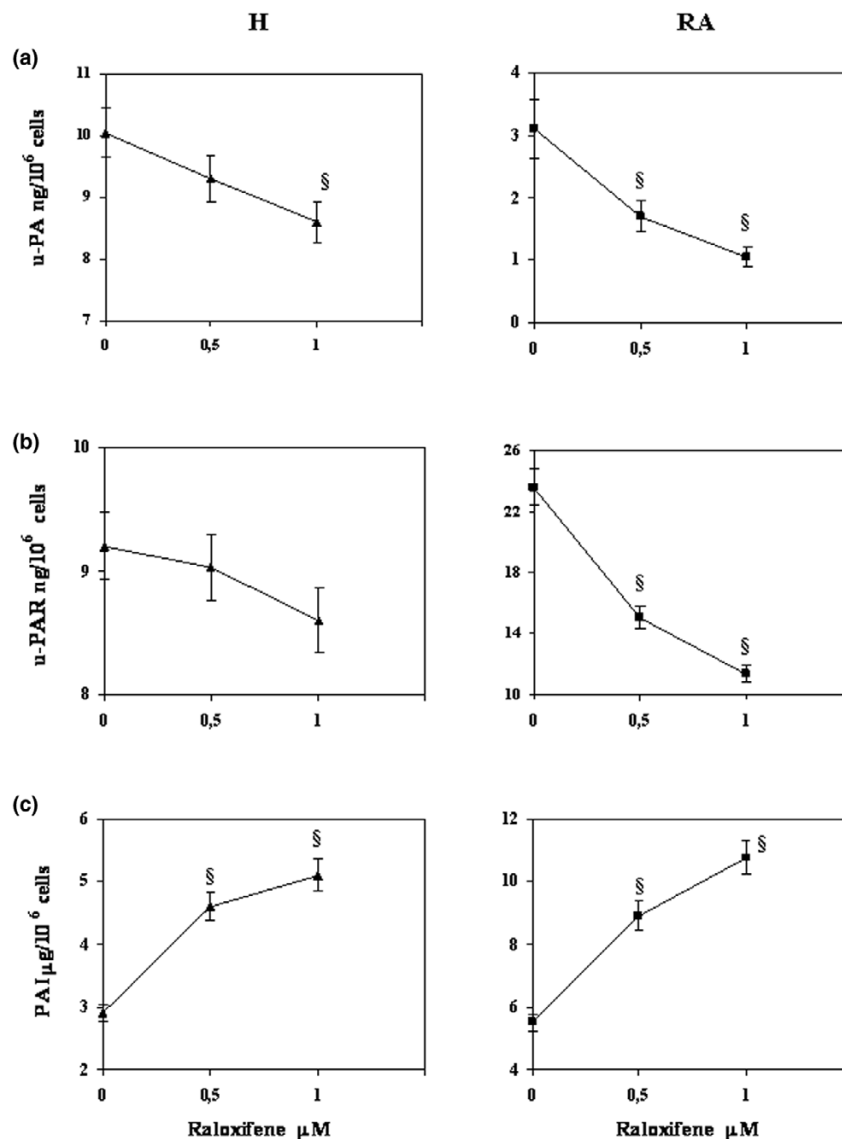 H RA
(a)
u-PA ng/10⁶ cells
11
10
9
8
7
§
0 0,5 1
4
3
2
1
0
§ §
0 0,5 1
(b)
u-PAR ng/10⁶ cells
10
9
8
0 0,5 1
26
22
18
14
10
§ §
0 0,5 1
(c)
PAI µg/10⁶ cells
6
5
4
3
2
§ §
0 0,5 1
Raloxifene µM
12
10
8
6
4
§ §
0 0,5 1
Raloxifene µM